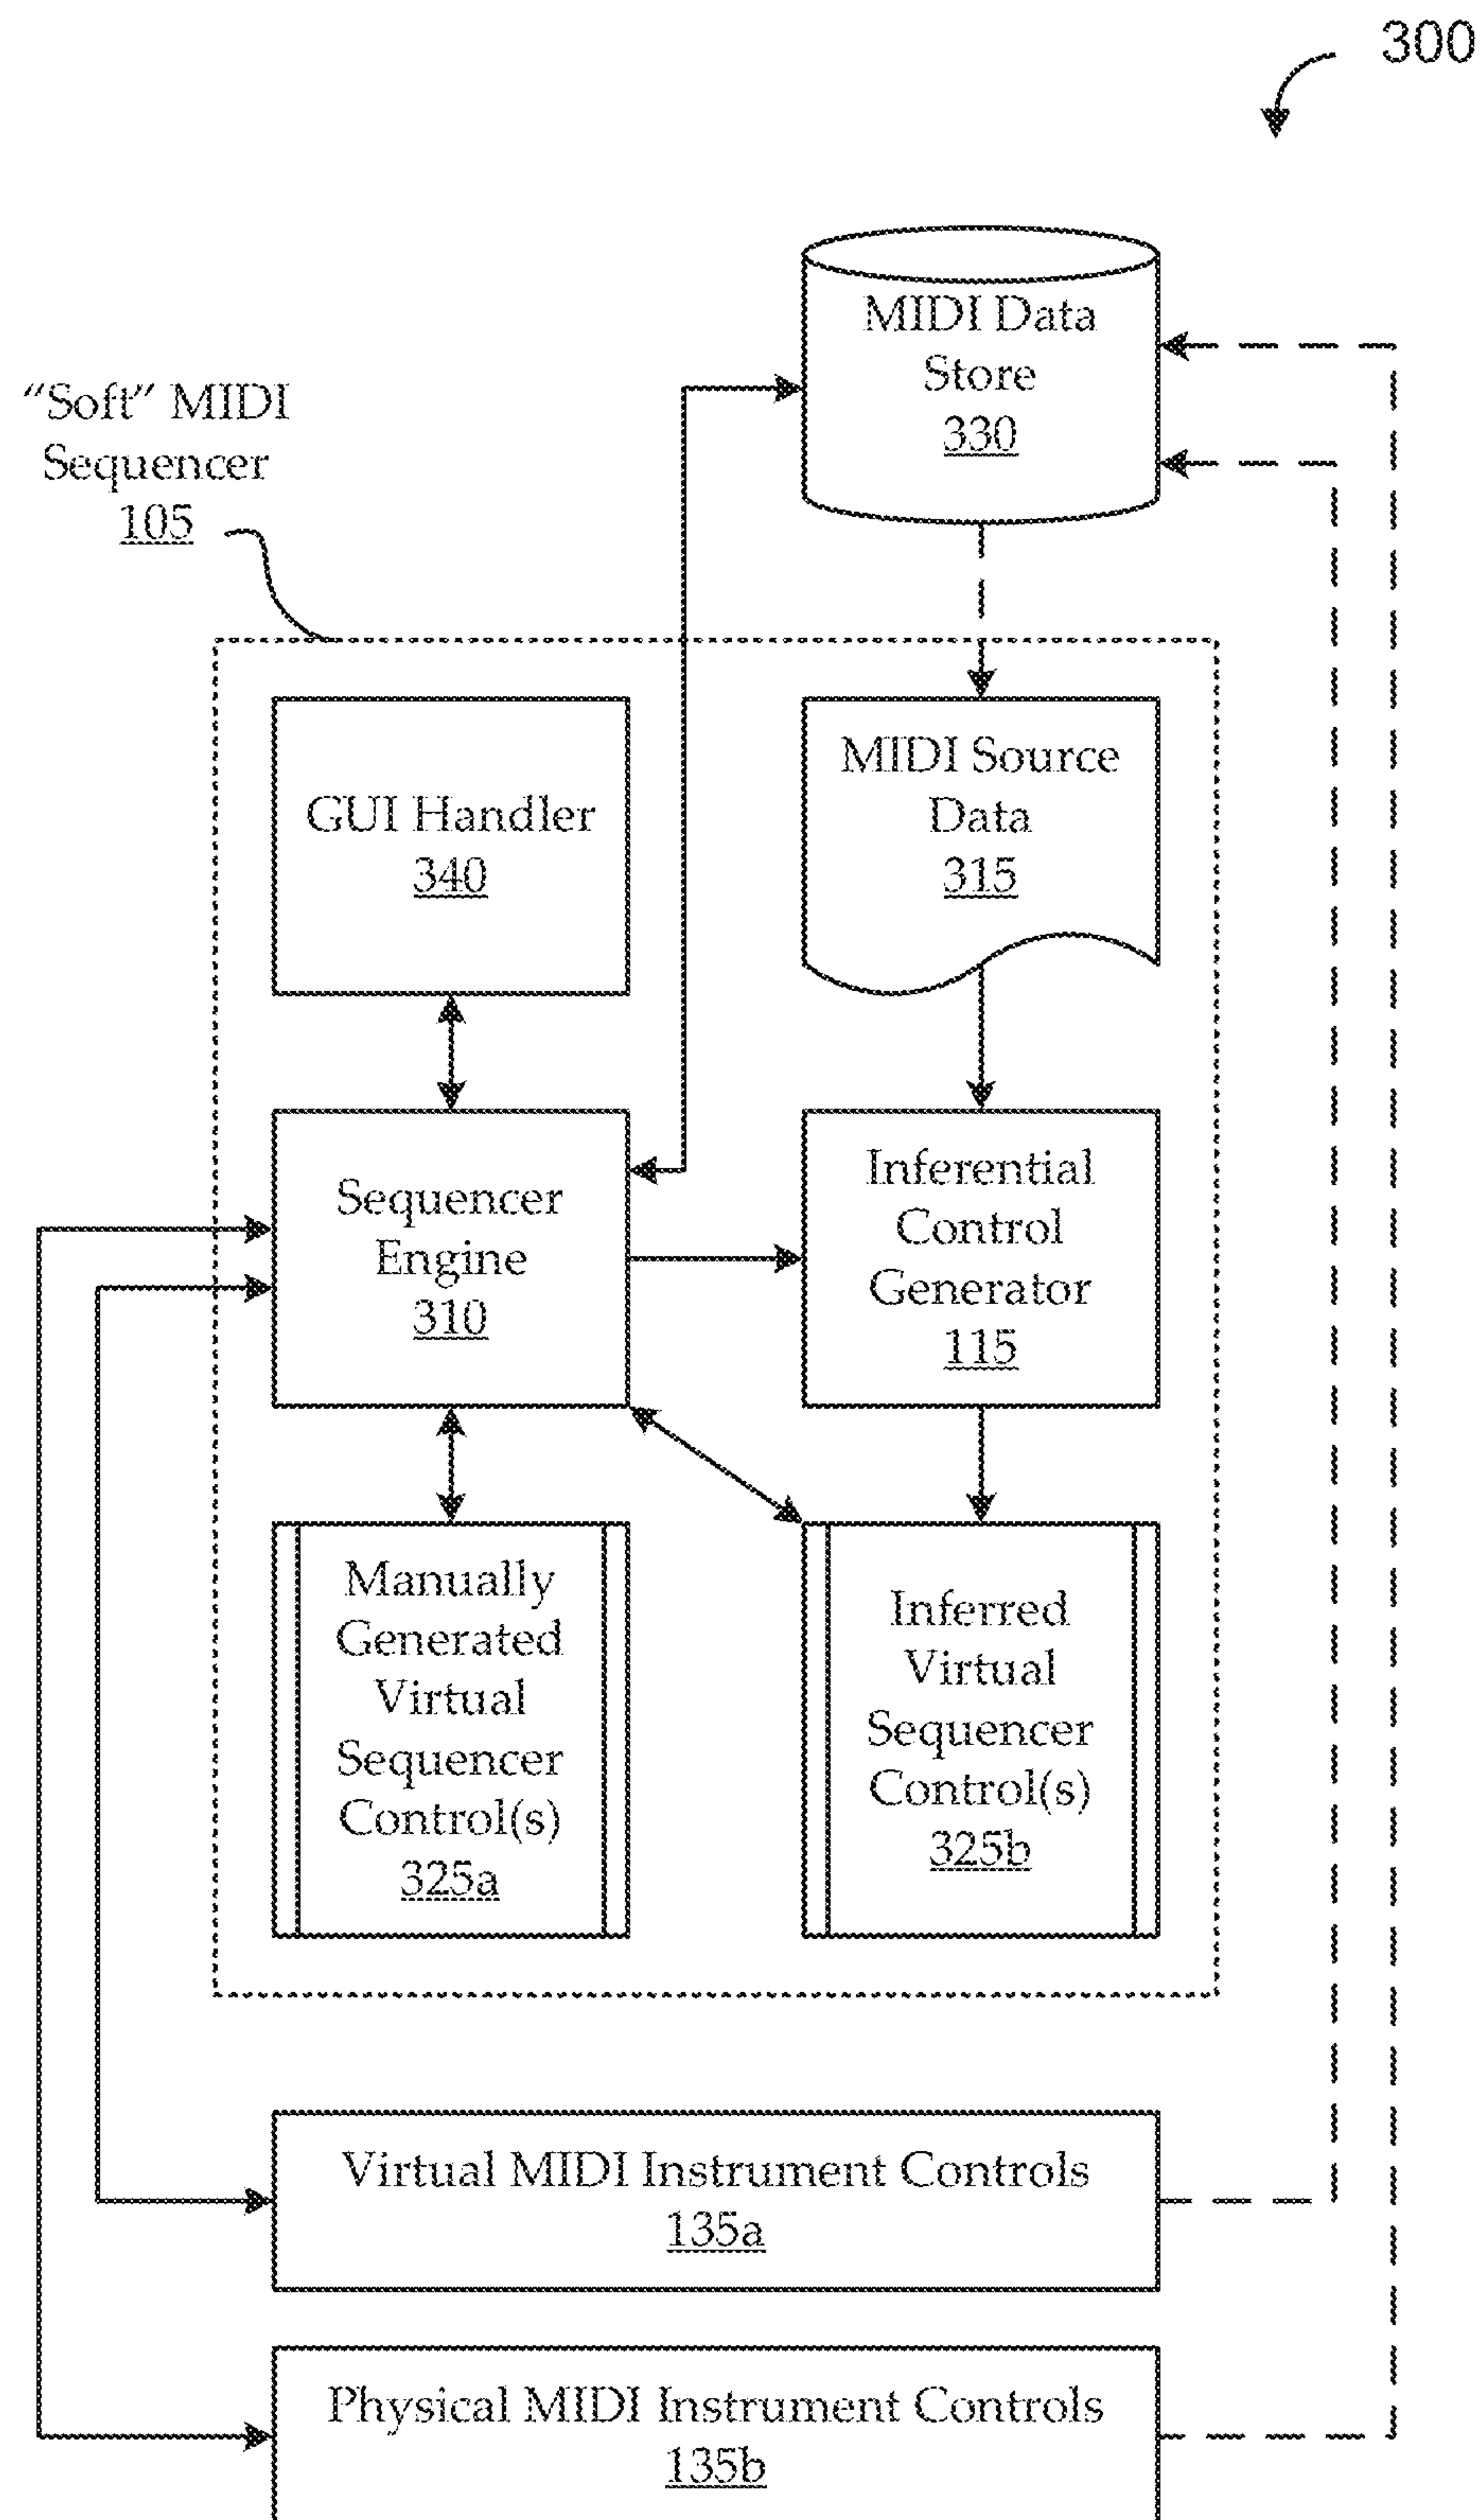 300
MIDI Data
Store
330
“Soft” MIDI
Sequencer
105
GUI Handler
340
MIDI Source
Data
315
Sequencer
Engine
310
Inferential
Control
Generator
115
Manually
Generated
Virtual
Sequencer
Control(s)
325a
Inferred
Virtual
Sequencer
Control(s)
325b
Virtual MIDI Instrument Controls
135a
Physical MIDI Instrument Controls
135b